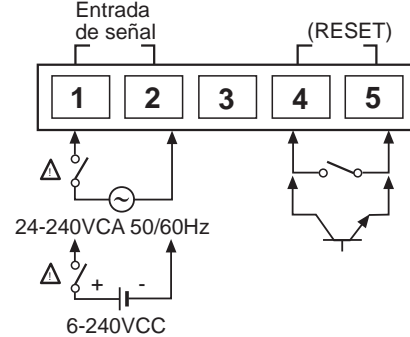 Entrada
de señal
(RESET)
1 2 3 4 5
24-240VCA 50/60Hz
+ -
6-240VCC